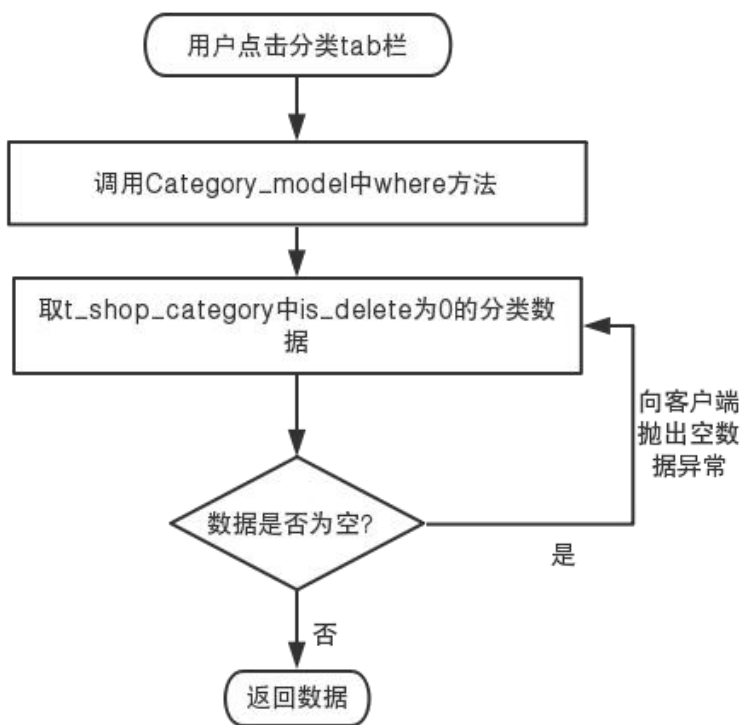 用户点击分类tab栏
调用Category_model中where方法
取t_shop_category中is_delete为0的分类数
据
向客户端
抛出空数
据异常
数据是否为空?
是
否
返回数据